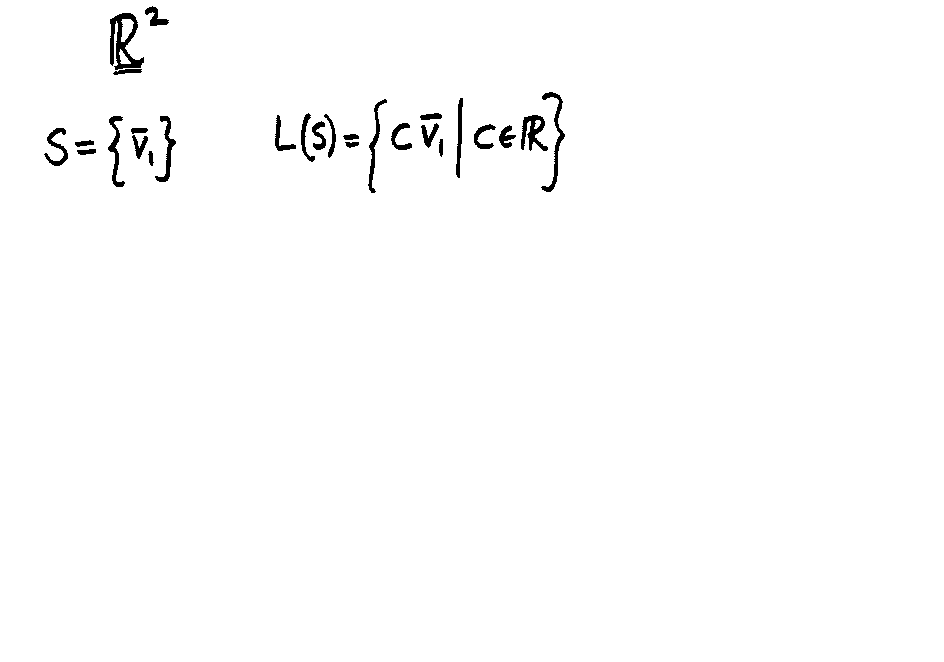 ℝ²
S = {v̄₁} L(S) = {c v̄₁ | c ∈ ℝ}